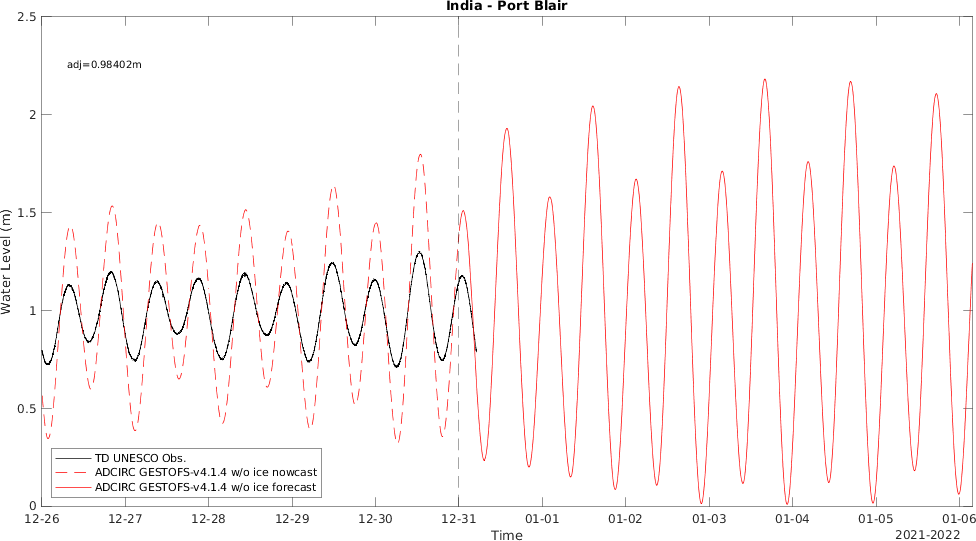 India - Port Blair
adj=0.98402m
Water Level (m)
2.5
2
1.5
1
0.5
0
TD UNESCO Obs.
ADCIRC GESTOFS-v4.1.4 w/o ice nowcast
ADCIRC GESTOFS-v4.1.4 w/o ice forecast
12-26 12-27 12-28 12-29 12-30 12-31 01-01 01-02 01-03 01-04 01-05 01-06
Time
2021-2022